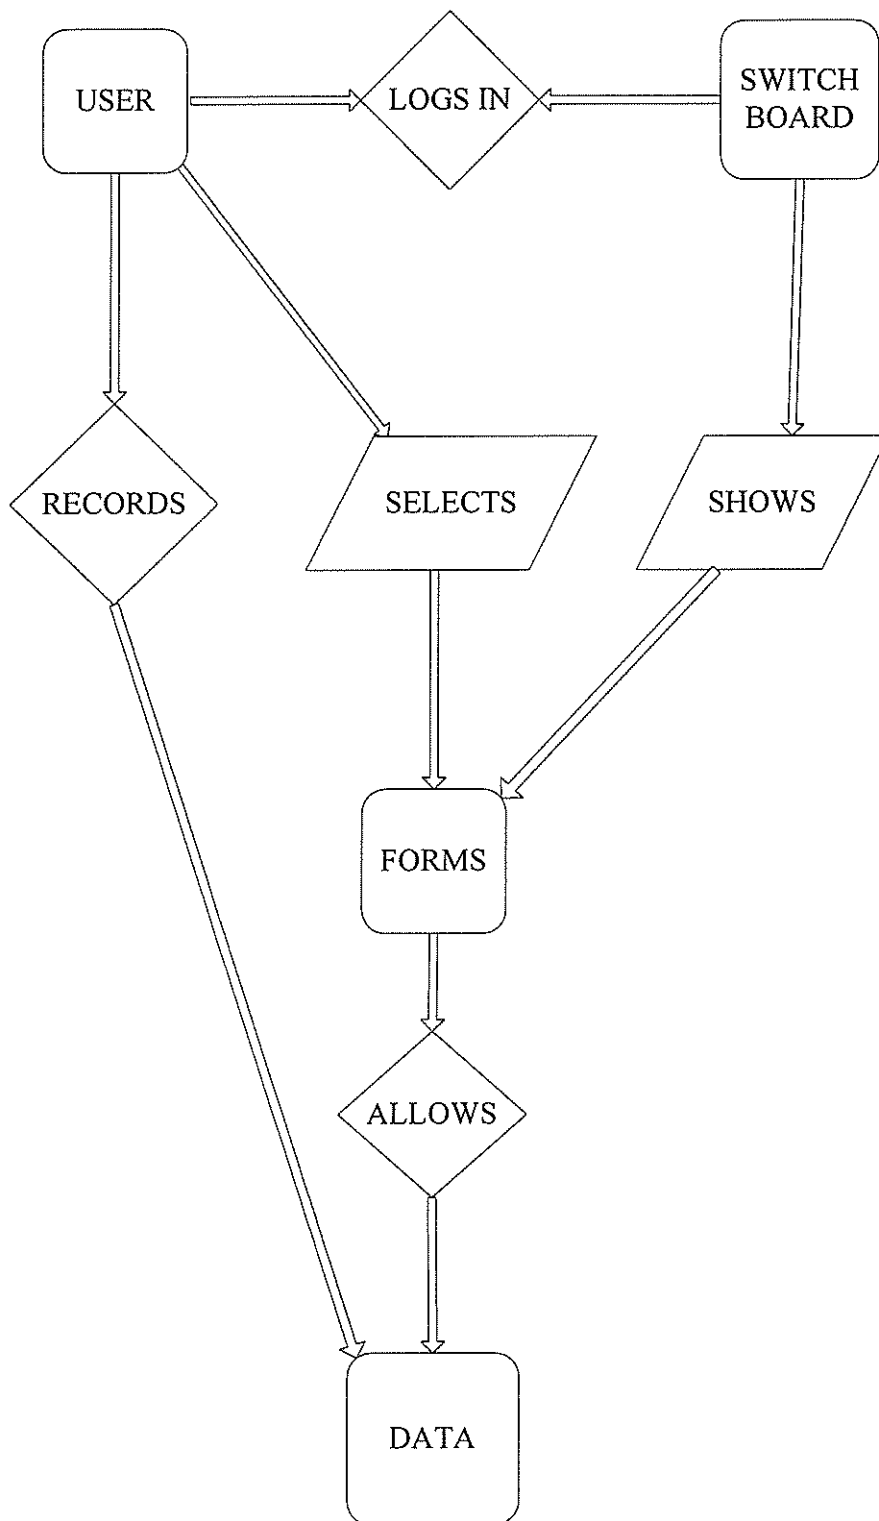 USER
LOGS IN
SWITCH
BOARD
RECORDS
SELECTS
SHOWS
FORMS
ALLOWS
DATA